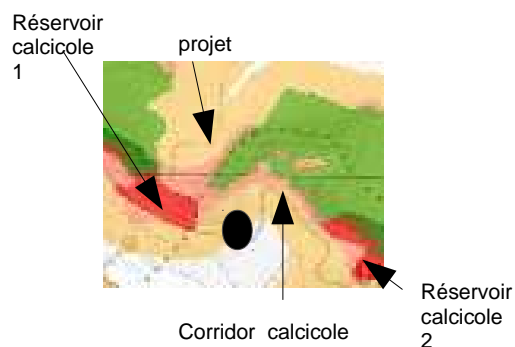 Réservoir
calcicole
1
projet
Corridor calcicole
Réservoir
calcicole
2